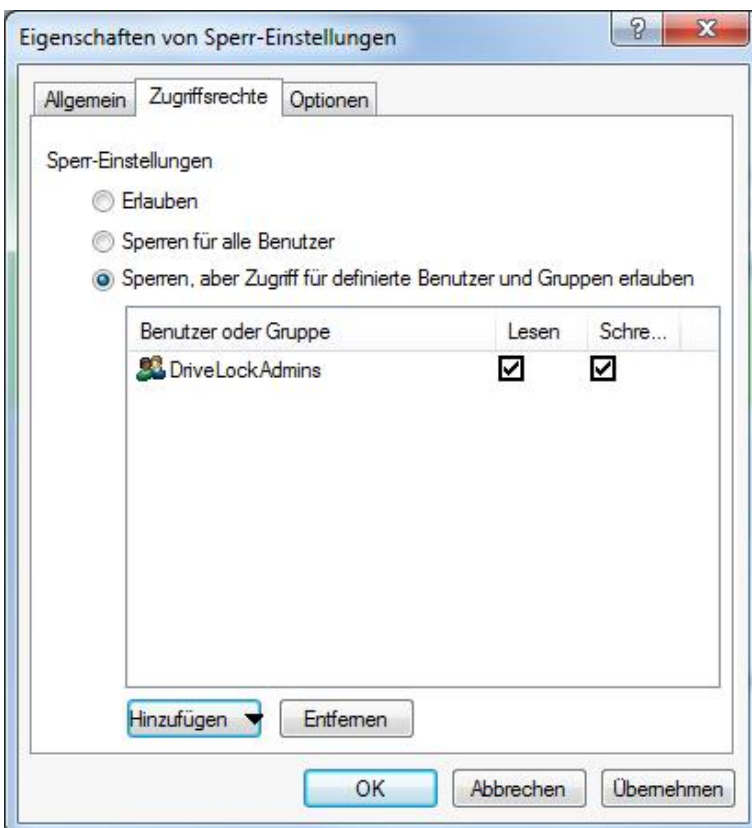 Eigenschaften von Sperr-Einstellungen
Allgemein Zugriffsrechte Optionen
Sperr-Einstellungen
Erlauben
Sperren für alle Benutzer
Sperren, aber Zugriff für definierte Benutzer und Gruppen erlauben
Benutzer oder Gruppe Lesen Schre...
DriveLockAdmins
Hinzufügen Entfernen
OK Abbrechen Übernehmen